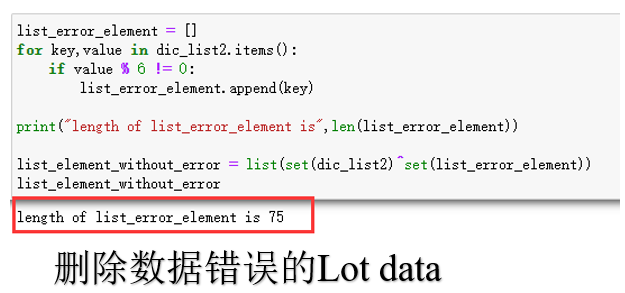 list_error_element = []
for key,value in dic_list2.items():
    if value % 6 != 0:
        list_error_element.append(key)
print("length of list_error_element is",len(list_error_element))
list_element_without_error = list(set(dic_list2)^set(list_error_element))
list_element_without_error
length of list_error_element is 75
删除数据错误的Lot data